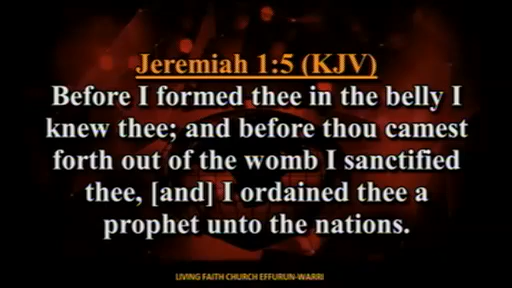 Jeremiah 1:5 (KJV)
Before I formed thee in the belly I
knew thee; and before thou camest
forth out of the womb I sanctified
thee, [and] I ordained thee a
prophet unto the nations.
LIVING FAITH CHURCH EFFURUN-WARRI